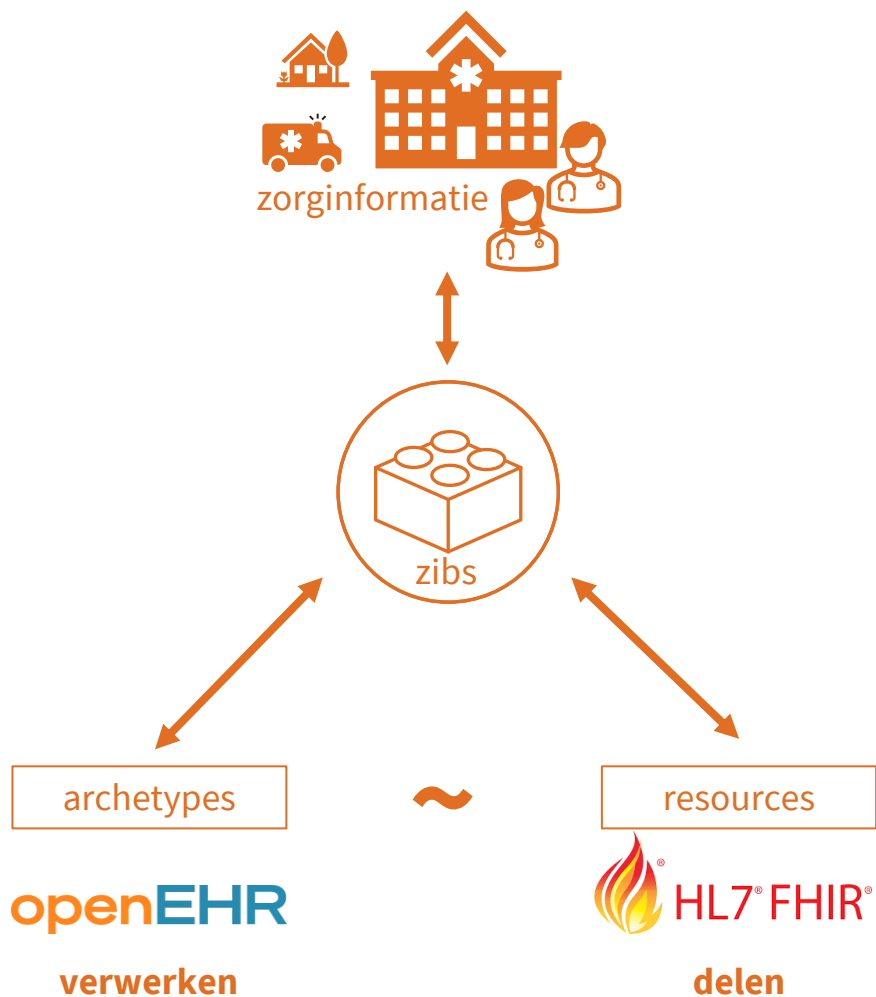 zorginformatie
zibs
archetypes
~
resources
openEHR
HL7® FHIR®
verwerken
delen